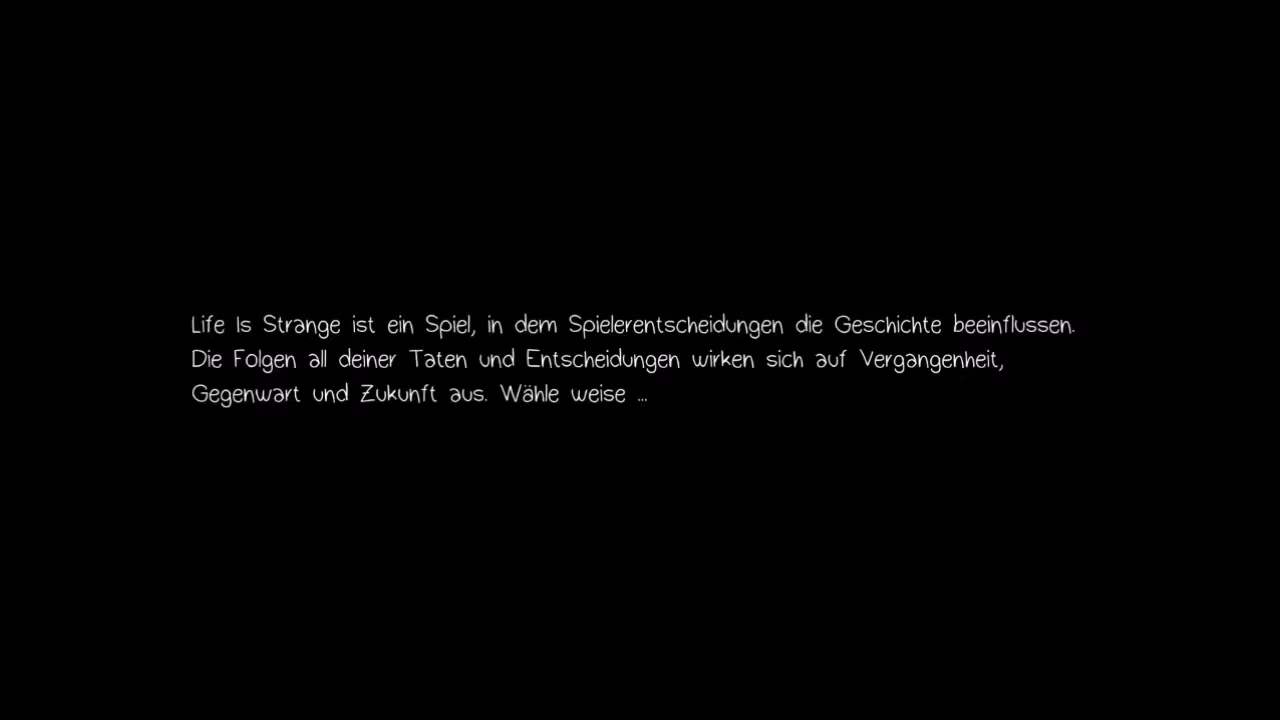 Life Is Strange ist ein Spiel, in dem Spielerentscheidungen die Geschichte beeinflussen.
Die Folgen all deiner Taten und Entscheidungen wirken sich auf Vergangenheit,
Gegenwart und Zukunft aus. Wähle weise ...